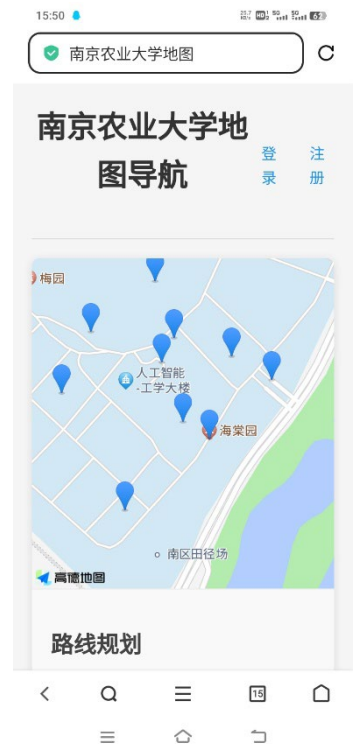 15:50
南京农业大学地图
南京农业大学地
图导航
登
录
注
册
梅园
人工智能
·工学大楼
海棠园
南区田径场
高德地图
路线规划
15